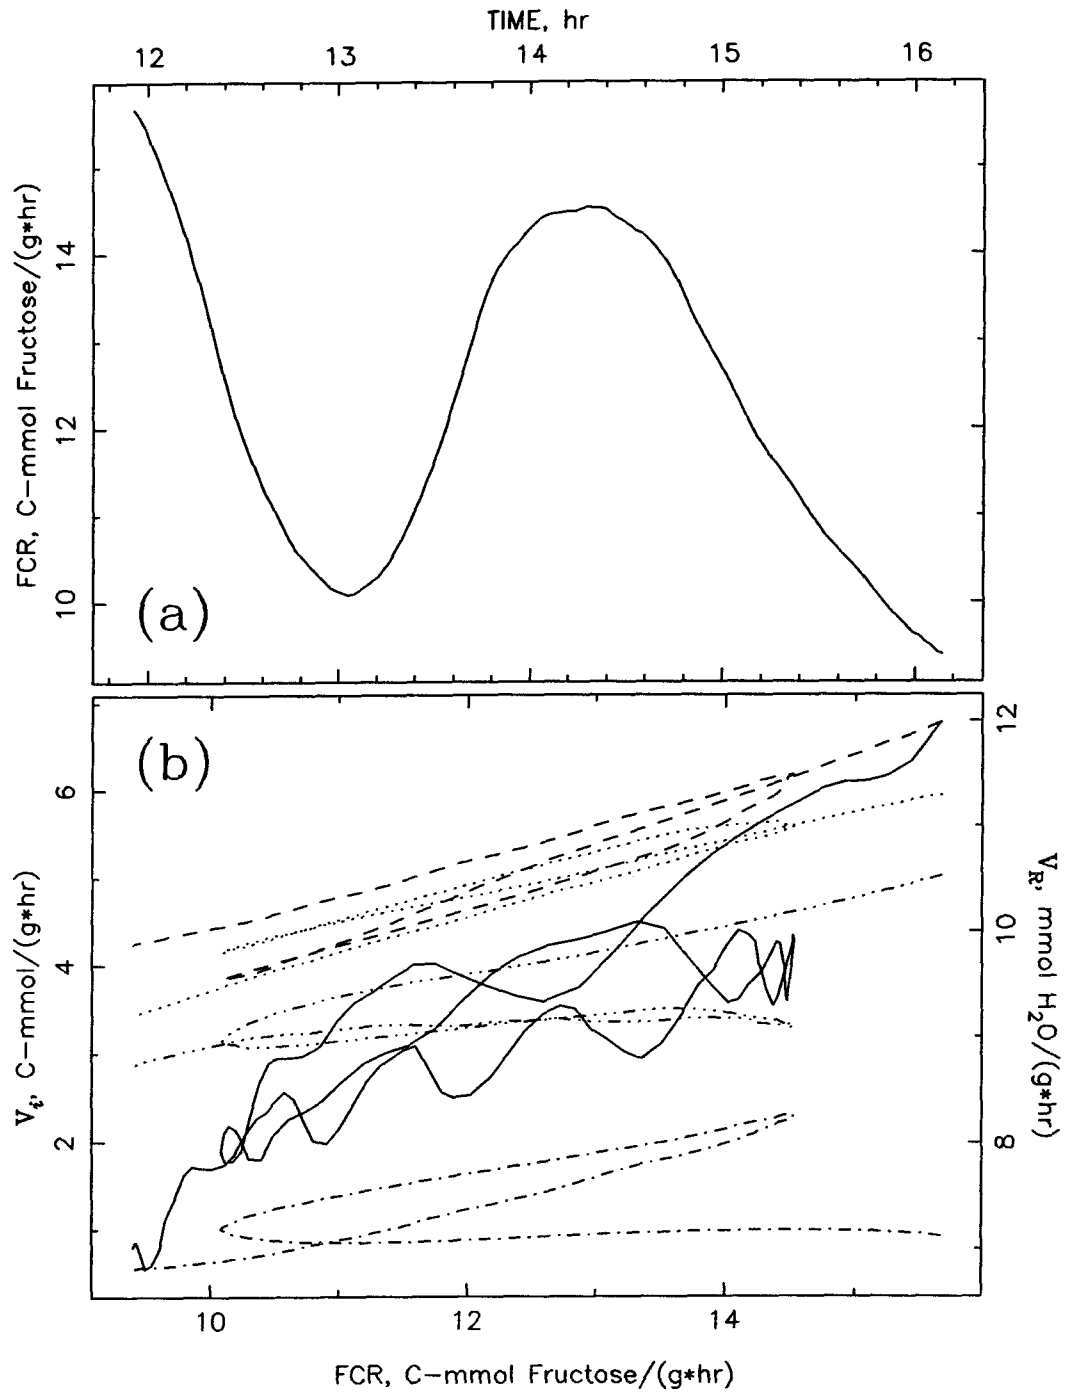 TIME, hr
12 13 14 15 16
FCR, C-mmol Fructose/(g*hr)
14
12
10
(a)
(b)
6
4
2
V_i, C-mmol/(g*hr)
12
10
8
V_R, mmol H₂O/(g*hr)
10 12 14
FCR, C-mmol Fructose/(g*hr)